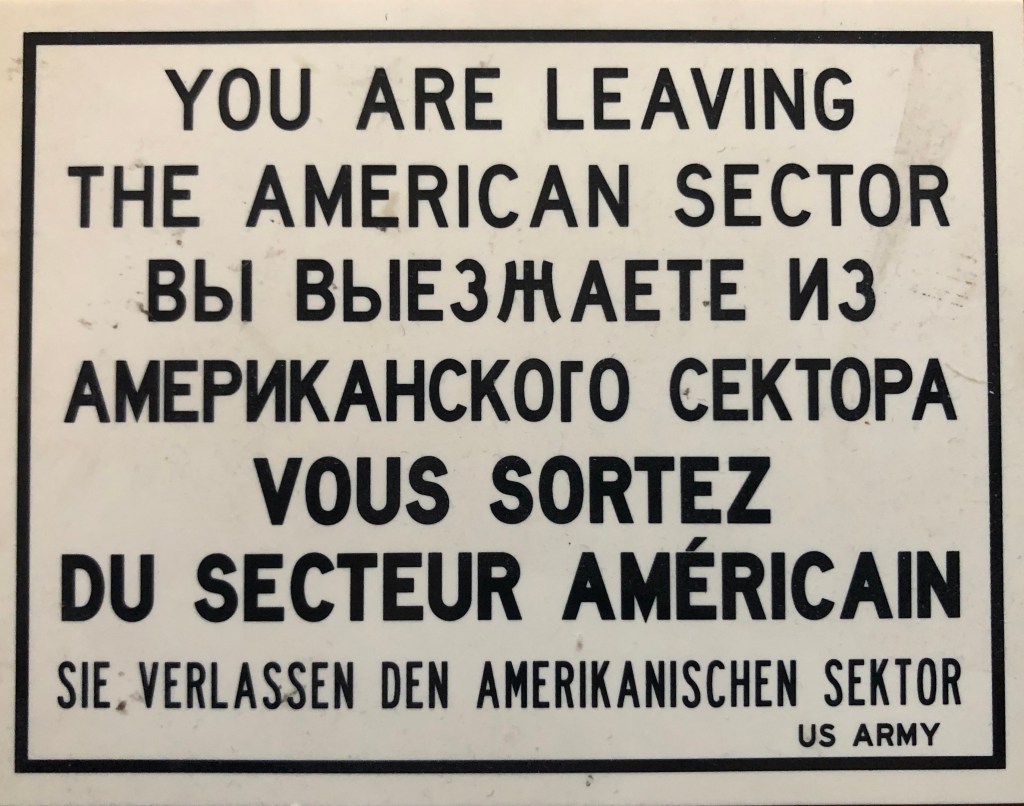 YOU ARE LEAVING
THE AMERICAN SECTOR
ВЫ ВЫЕЗЖАЕТЕ ИЗ
АМЕРИКАНСКОГО СЕКТОРА
VOUS SORTEZ
DU SECTEUR AMÉRICAIN
SIE VERLASSEN DEN AMERIKANISCHEN SEKTOR
US ARMY